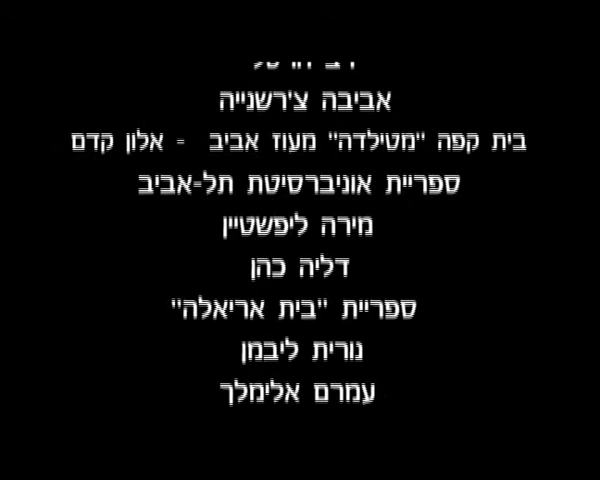 אביבה צ'רשנייה
בית קפה "מטילדה" מעוז אביב - אלון קדם
ספריית אוניברסיטת תל-אביב
מירה ליפשטיין
דליה כהן
ספריית "בית אריאלה"
נורית ליבמן
עמרם אלימלך